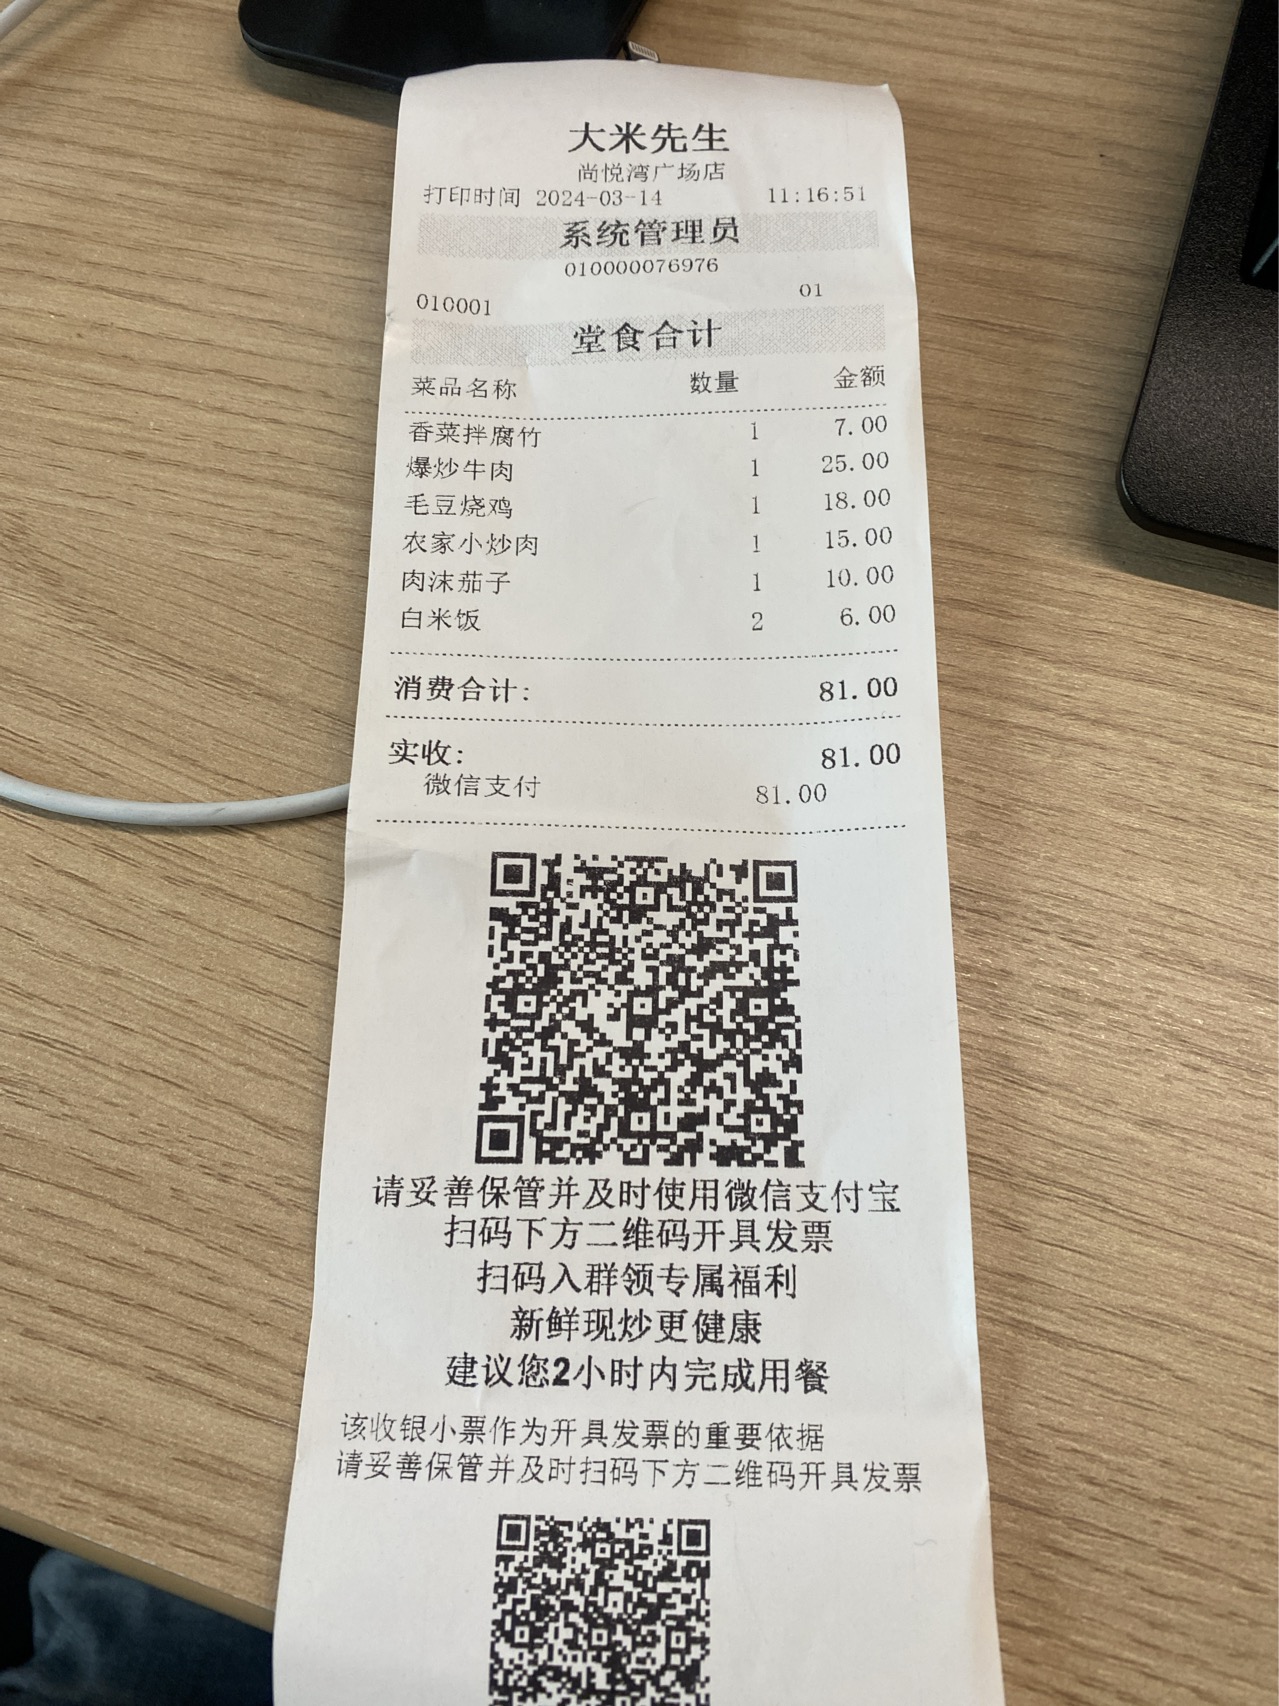 大米先生
尚悦湾广场店
打印时间 2024-03-14 11:16:51
系统管理员
010000076976
010001 01
堂食合计
菜品名称 数量 金额
香菜拌腐竹 1 7.00
爆炒牛肉 1 25.00
毛豆烧鸡 1 18.00
农家小炒肉 1 15.00
肉沫茄子 1 10.00
白米饭 2 6.00
消费合计: 81.00
实收: 81.00
微信支付 81.00
请妥善保管并及时使用微信支付宝
扫码下方二维码开具发票
扫码入群领专属福利
新鲜现炒更健康
建议您2小时内完成用餐
该收银小票作为开具发票的重要依据
请妥善保管并及时扫码下方二维码开具发票